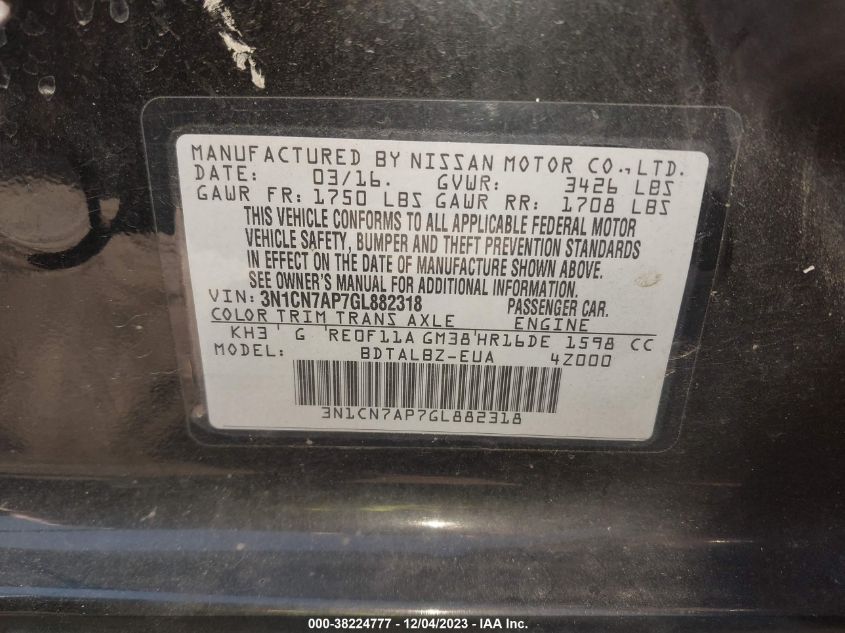 MANUFACTURED BY NISSAN MOTOR CO., LTD.
DATE: 03/16. GVWR: 3426 LBS
GAWR FR: 1750 LBS GAWR RR: 1708 LBS
THIS VEHICLE CONFORMS TO ALL APPLICABLE FEDERAL MOTOR
VEHICLE SAFETY, BUMPER AND THEFT PREVENTION STANDARDS
IN EFFECT ON THE DATE OF MANUFACTURE SHOWN ABOVE.
SEE OWNER'S MANUAL FOR ADDITIONAL INFORMATION.
VIN: 3N1CN7AP7GL882318 PASSENGER CAR.
COLOR TRIM TRANS AXLE ENGINE
KH3 G RE0F11A GM38 HR16DE 1598 CC
MODEL: BDTALBZ-EUA 4Z000
3N1CN7AP7GL882318
000-38224777 - 12/04/2023 - IAA Inc.